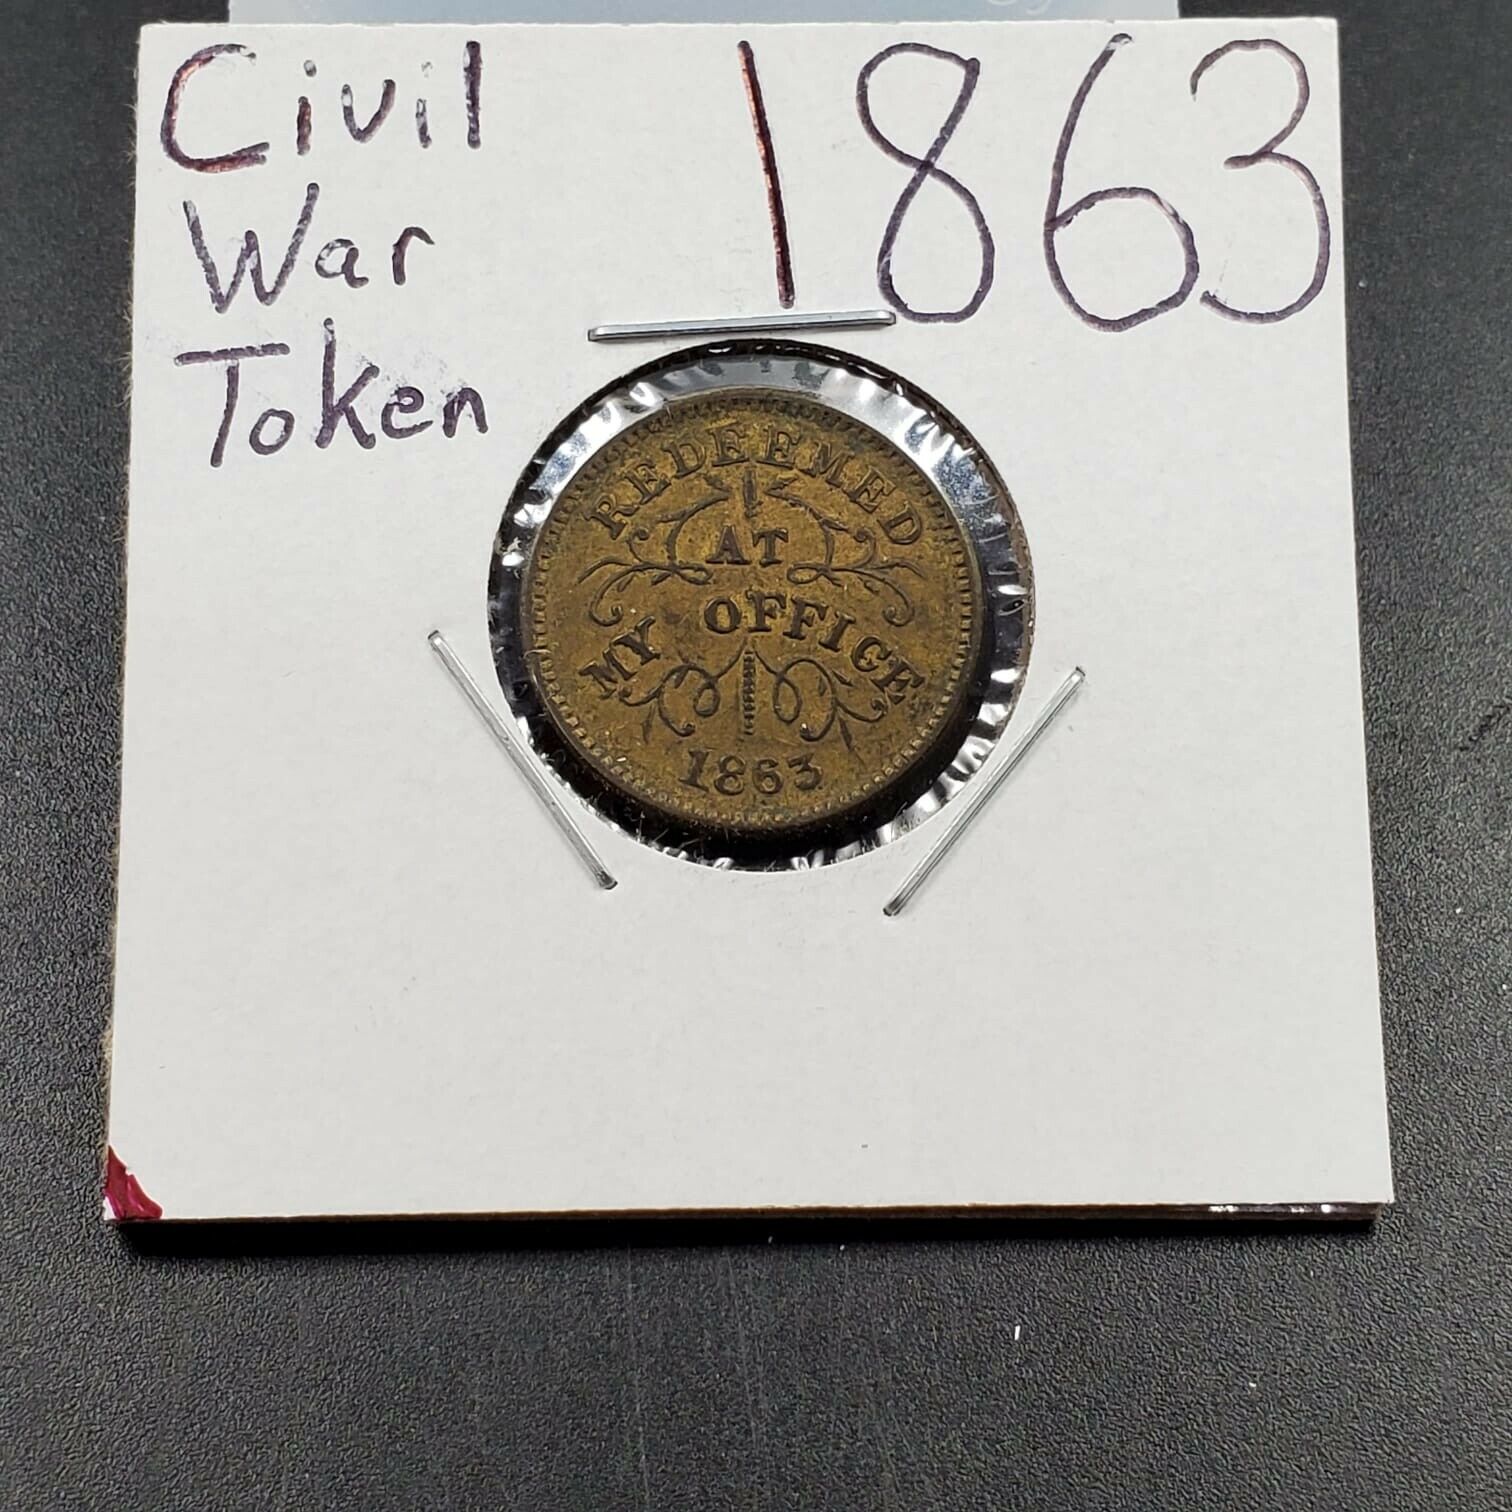 Civil 1863
War
Token
REDEEMED
AT
MY OFFICE
1863